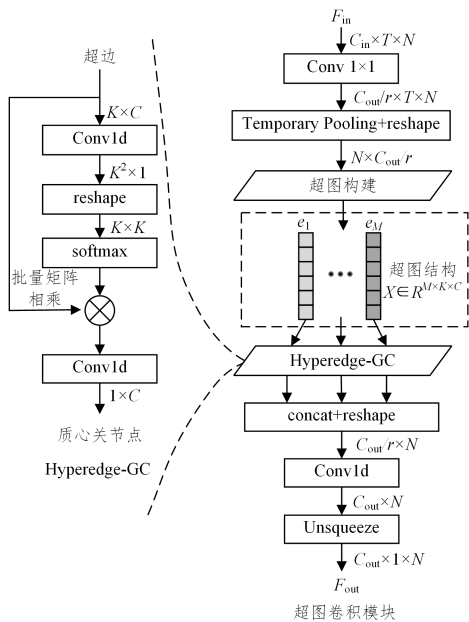 超边
K×C
Conv1d
K²×1
reshape
K×K
softmax
批量矩阵
相乘
Conv1d
1×C
质心关节点
Hyperedge-GC
F_in
C_in×T×N
Conv 1×1
C_out/r×T×N
Temporary Pooling+reshape
N×C_out/r
超图构建
e_1
e_M
超图结构
X∈R^{M×K×C}
Hyperedge-GC
concat+reshape
C_out/r×N
Conv1d
C_out×N
Unsqueeze
C_out×1×N
F_out
超图卷积模块